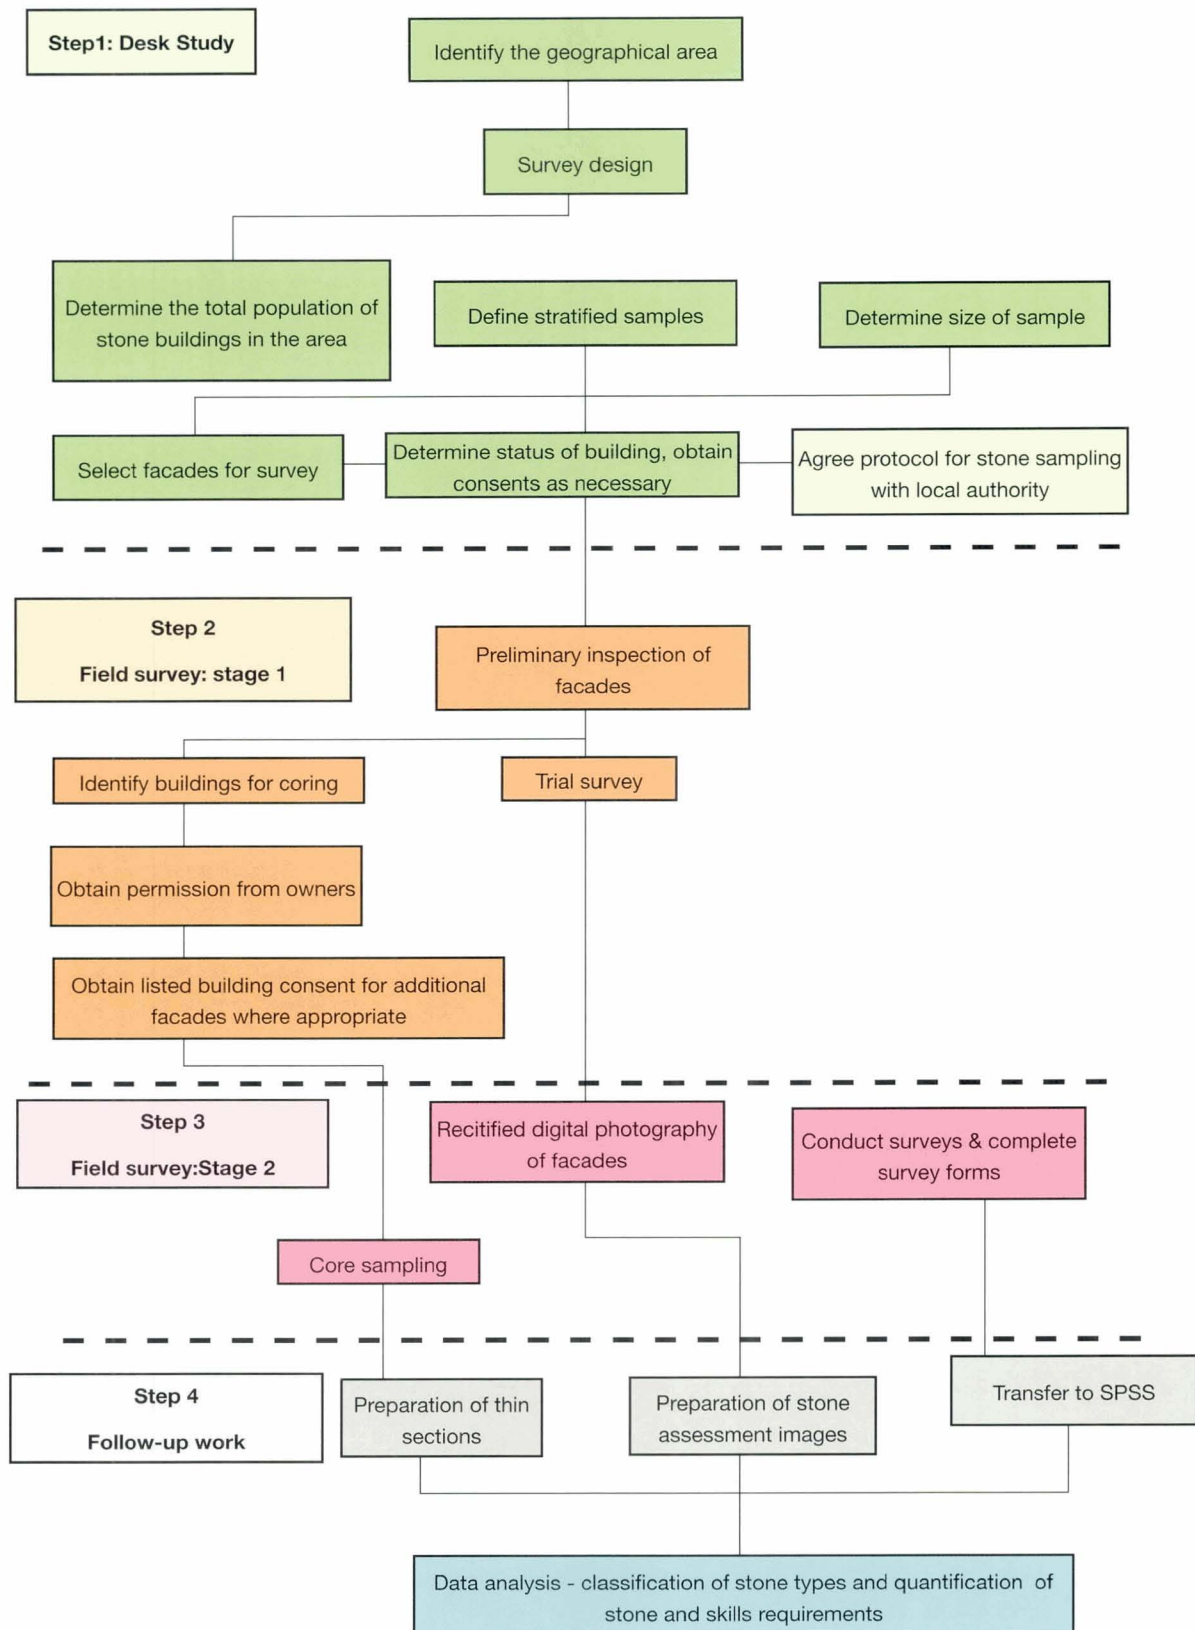 Step1: Desk Study
Identify the geographical area
Survey design
Determine the total population of
stone buildings in the area
Define stratified samples
Determine size of sample
Select facades for survey
Determine status of building, obtain
consents as necessary
Agree protocol for stone sampling
with local authority
Step 2
Field survey: stage 1
Preliminary inspection of
facades
Identify buildings for coring
Trial survey
Obtain permission from owners
Obtain listed building consent for additional
facades where appropriate
Step 3
Field survey:Stage 2
Recitified digital photography
of facades
Conduct surveys & complete
survey forms
Core sampling
Step 4
Follow-up work
Preparation of thin
sections
Preparation of stone
assessment images
Transfer to SPSS
Data analysis - classification of stone types and quantification of
stone and skills requirements